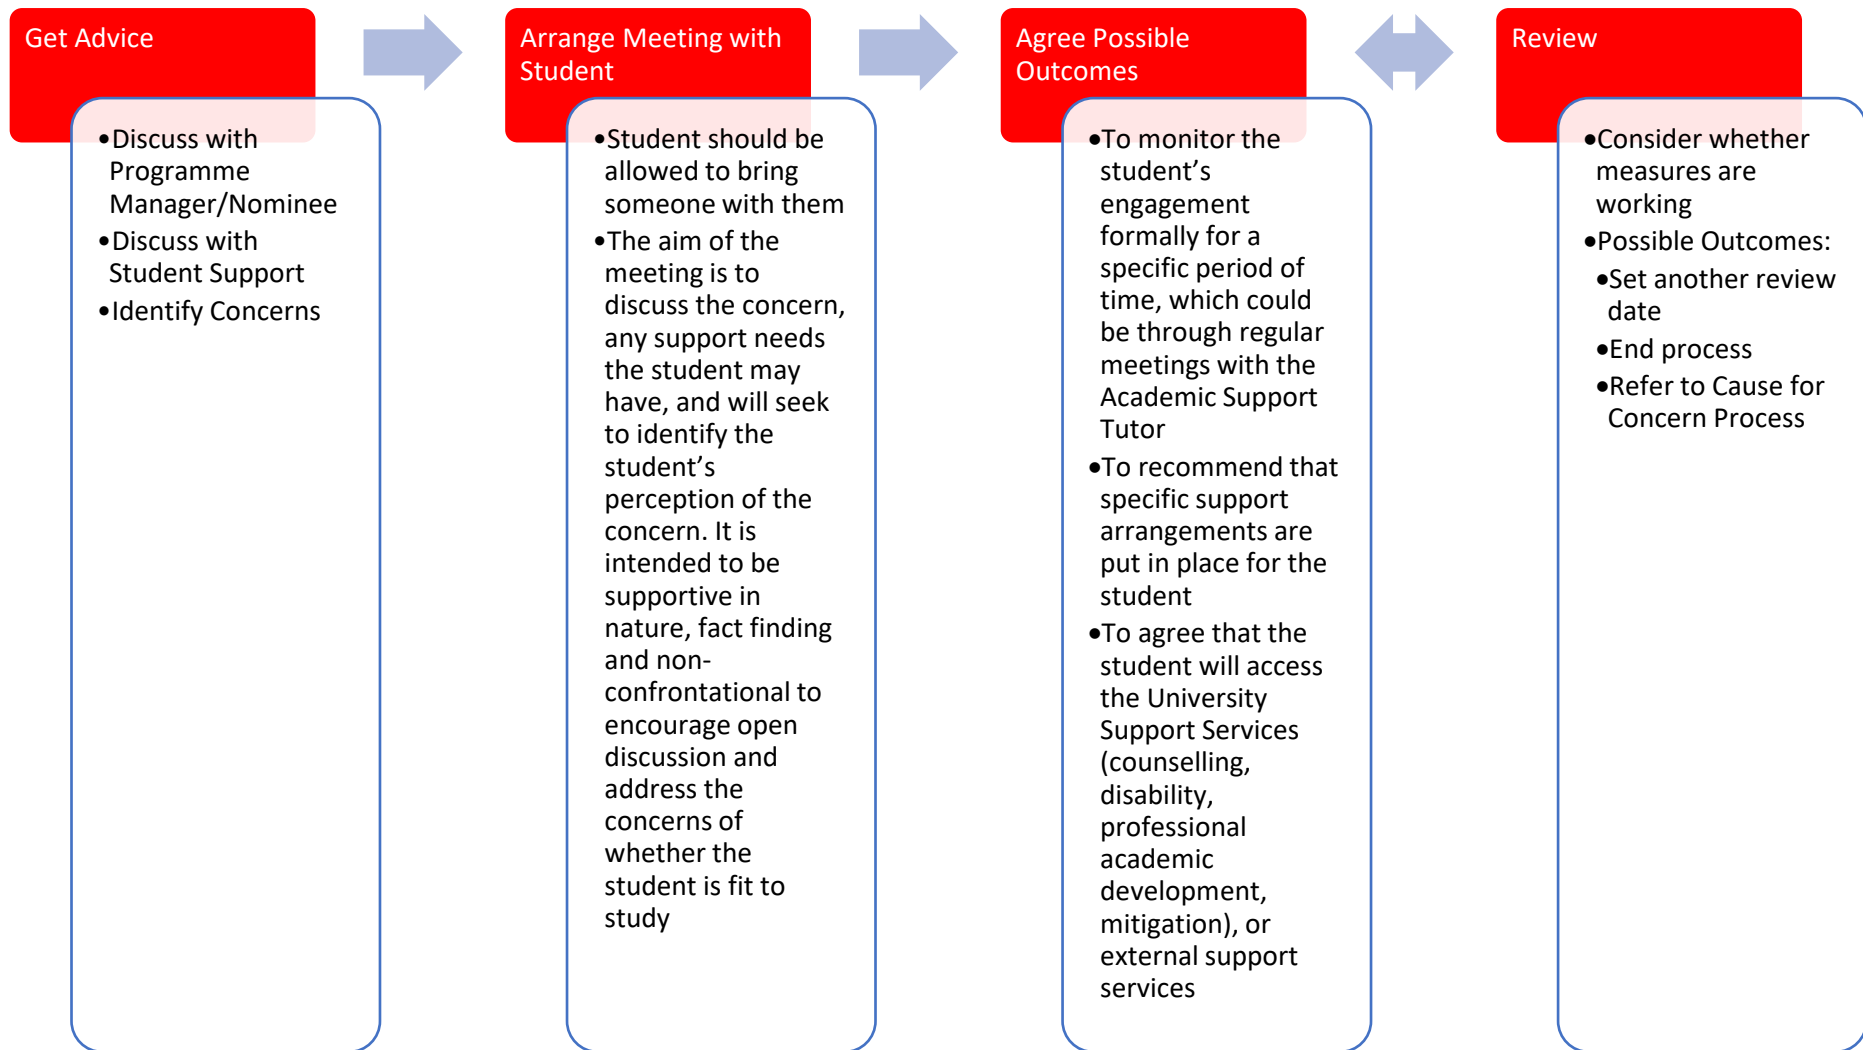 Get Advice
•Discuss with
Programme
Manager/Nominee
•Discuss with
Student Support
•Identify Concerns
Arrange Meeting with
Student
•Student should be
allowed to bring
someone with them
•The aim of the
meeting is to
discuss the concern,
any support needs
the student may
have, and will seek
to identify the
student’s
perception of the
concern. It is
intended to be
supportive in
nature, fact finding
and non-
confrontational to
encourage open
discussion and
address the
concerns of
whether the
student is fit to
study
Agree Possible
Outcomes
•To monitor the
student’s
engagement
formally for a
specific period of
time, which could
be through regular
meetings with the
Academic Support
Tutor
•To recommend that
specific support
arrangements are
put in place for the
student
•To agree that the
student will access
the University
Support Services
(counselling,
disability,
professional
academic
development,
mitigation), or
external support
services
Review
•Consider whether
measures are
working
•Possible Outcomes:
•Set another review
date
•End process
•Refer to Cause for
Concern Process